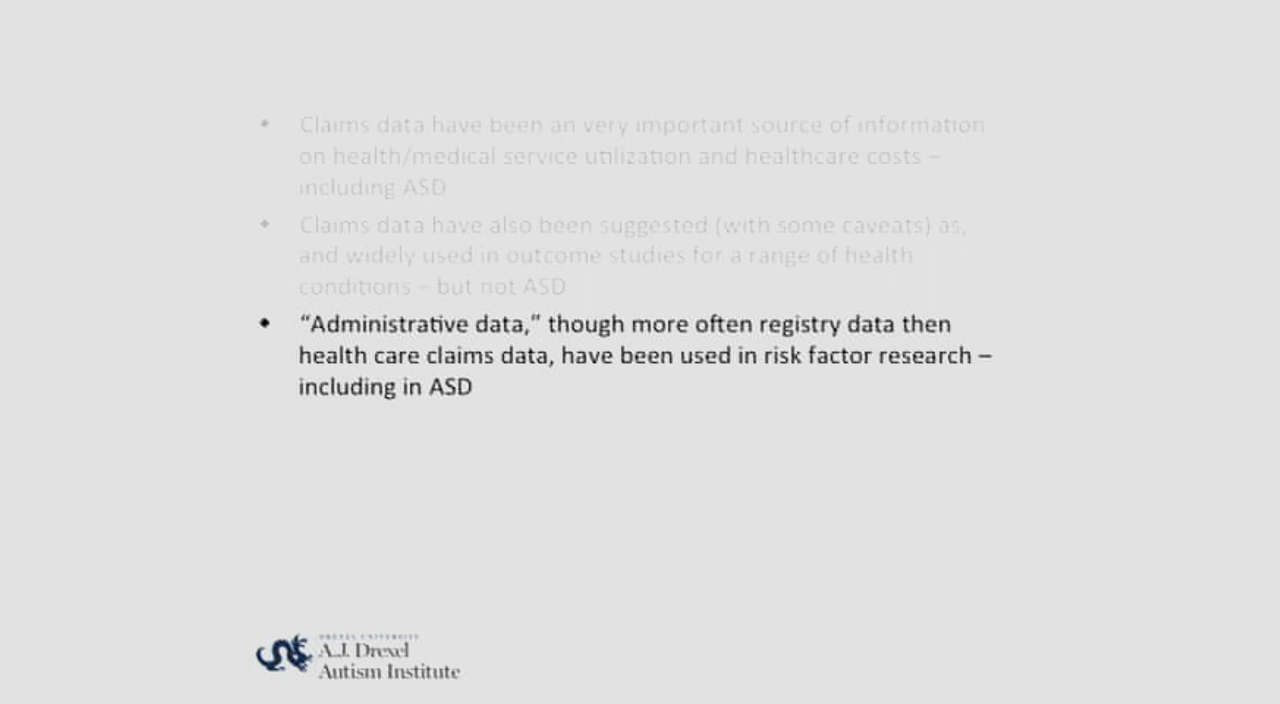 • Claims data have been an very important source of information
on health/medical service utilization and healthcare costs –
including ASD
• Claims data have also been suggested (with some caveats) as,
and widely used in outcome studies for a range of health
conditions – but not ASD
• “Administrative data,” though more often registry data then
health care claims data, have been used in risk factor research –
including in ASD
DREXEL UNIVERSITY
A.J. Drexel
Autism Institute